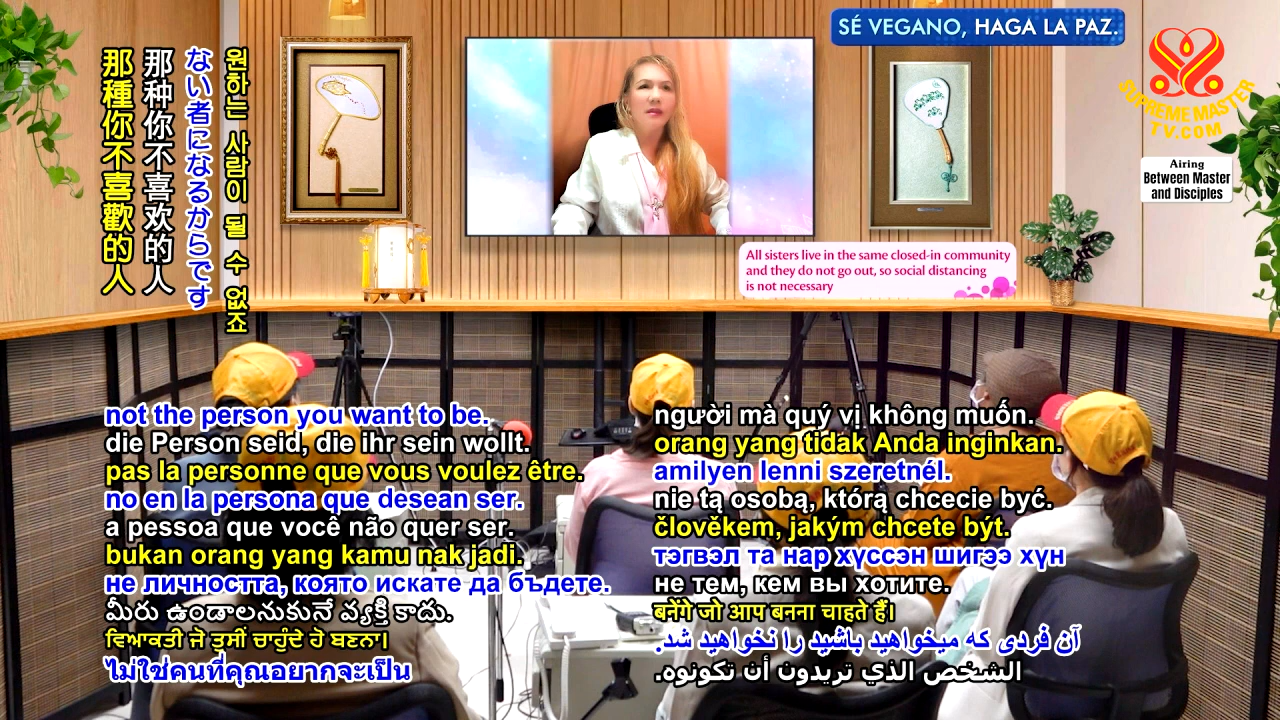 SÉ VEGANO, HAGA LA PAZ.
SUPREME MASTER
TV.COM
Airing
Between Master
and Disciples
원하는 사람이 될 수 없죠
ない者になるからです
那种你不喜欢的人
那種你不喜歡的人
All sisters live in the same closed-in community
and they do not go out, so social distancing
is not necessary
not the person you want to be.
die Person seid, die ihr sein wollt.
pas la personne que vous voulez être.
no en la persona que desean ser.
a pessoa que você não quer ser.
bukan orang yang kamu nak jadi.
не личността, която искате да бъдете.
మీరు ఉండాలనుకునే వ్యక్తి కాదు.
ਵਿਆਕਤੀ ਜੋ ਤੁਸੀਂ ਚਾਹੁੰਦੇ ਹੋ ਬਣਨਾ।
ไม่ใช่คนที่คุณอยากจะเป็น
người mà quý vị không muốn.
orang yang tidak Anda inginkan.
amilyen lenni szeretnél.
nie tą osobą, którą chcecie być.
člověkem, jakým chcete být.
тэгвэл та нар хүссэн шигээ хүн
не тем, кем вы хотите.
बनेंगे जो आप बनना चाहते हैं।
آن فردی که میخواهید باشید را نخواهید شد.
الشخص الذي تريدون أن تكونوه.